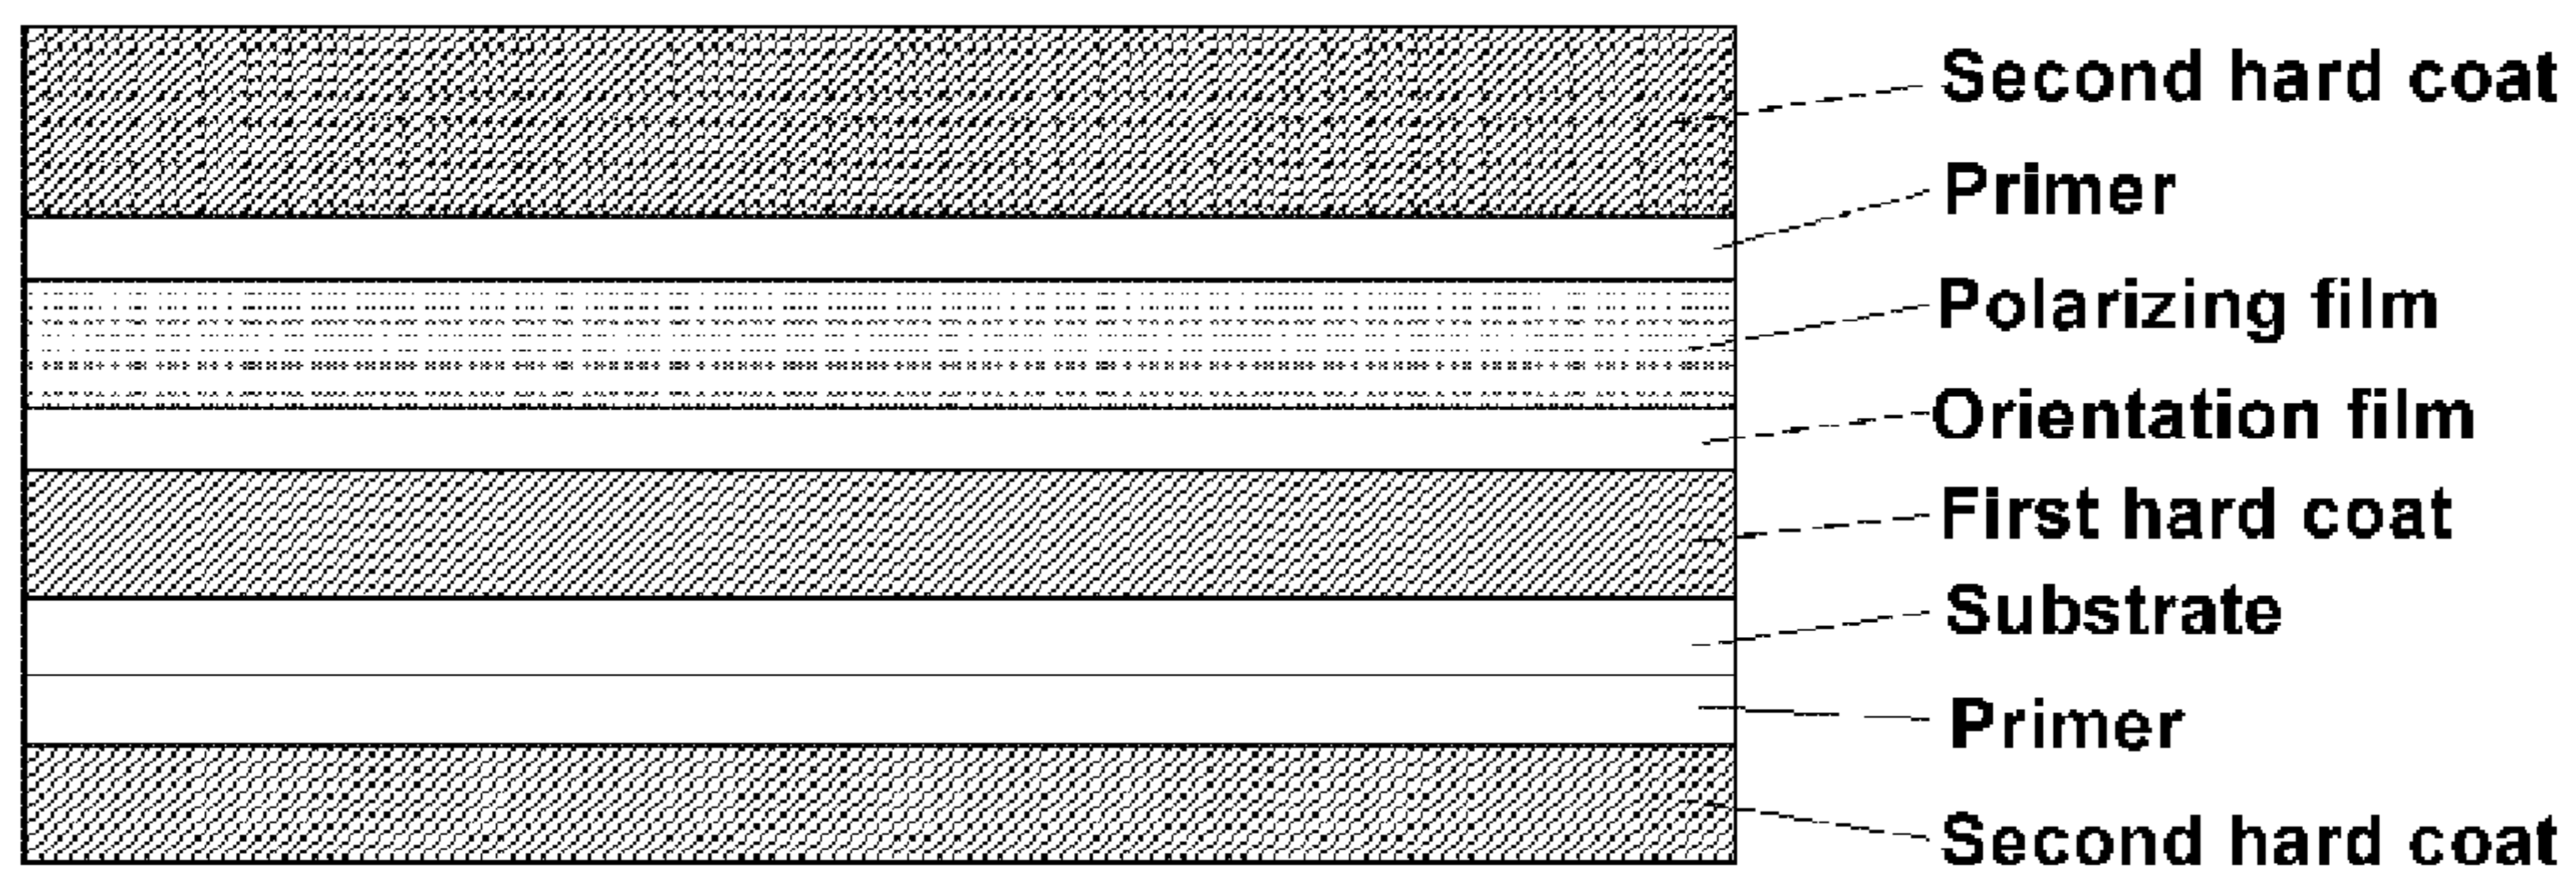 Second hard coat
Primer
Polarizing film
Orientation film
First hard coat
Substrate
Primer
Second hard coat